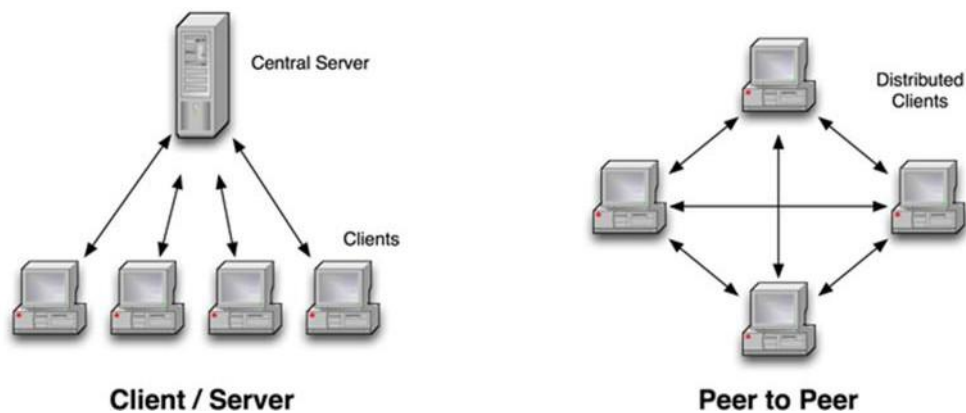 Central Server
Clients
Client / Server
Distributed
Clients
Peer to Peer